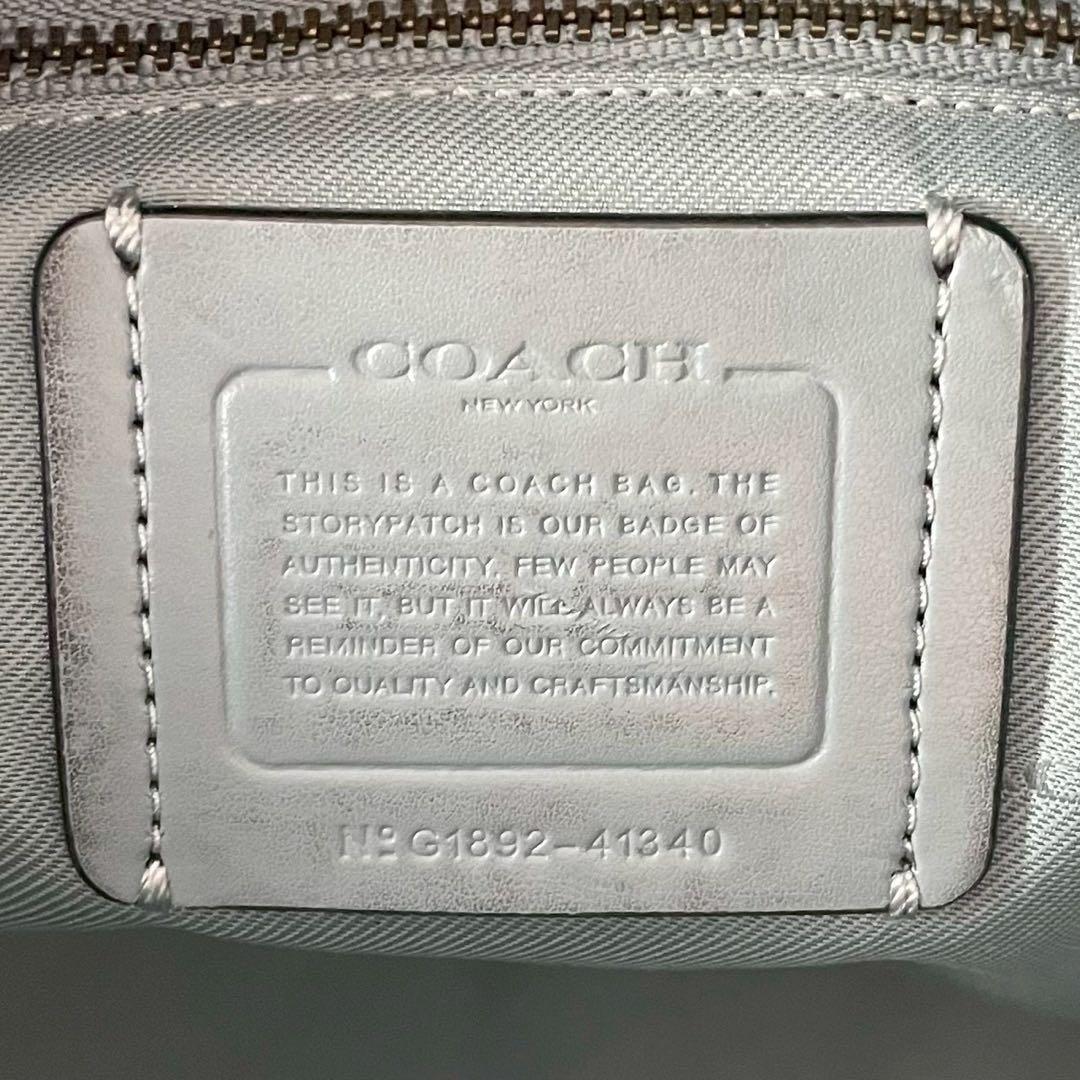 COACH
NEW YORK
THIS IS A COACH BAG. THE
STORYPATCH IS OUR BADGE OF
AUTHENTICITY. FEW PEOPLE MAY
SEE IT, BUT IT WILL ALWAYS BE A
REMINDER OF OUR COMMITMENT
TO QUALITY AND CRAFTSMANSHIP.
Nº G1892-41340